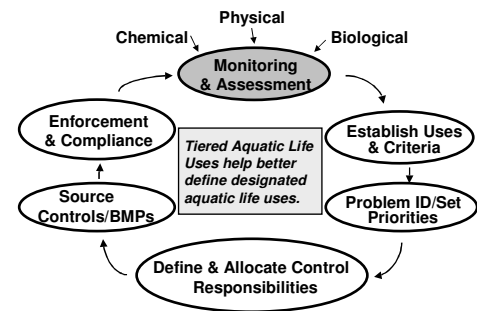 Physical
Chemical
Biological
Monitoring
& Assessment
Establish Uses
& Criteria
Problem ID/Set
Priorities
Define & Allocate Control
Responsibilities
Source
Controls/BMPs
Enforcement
& Compliance
Tiered Aquatic Life
Uses help better
define designated
aquatic life uses.